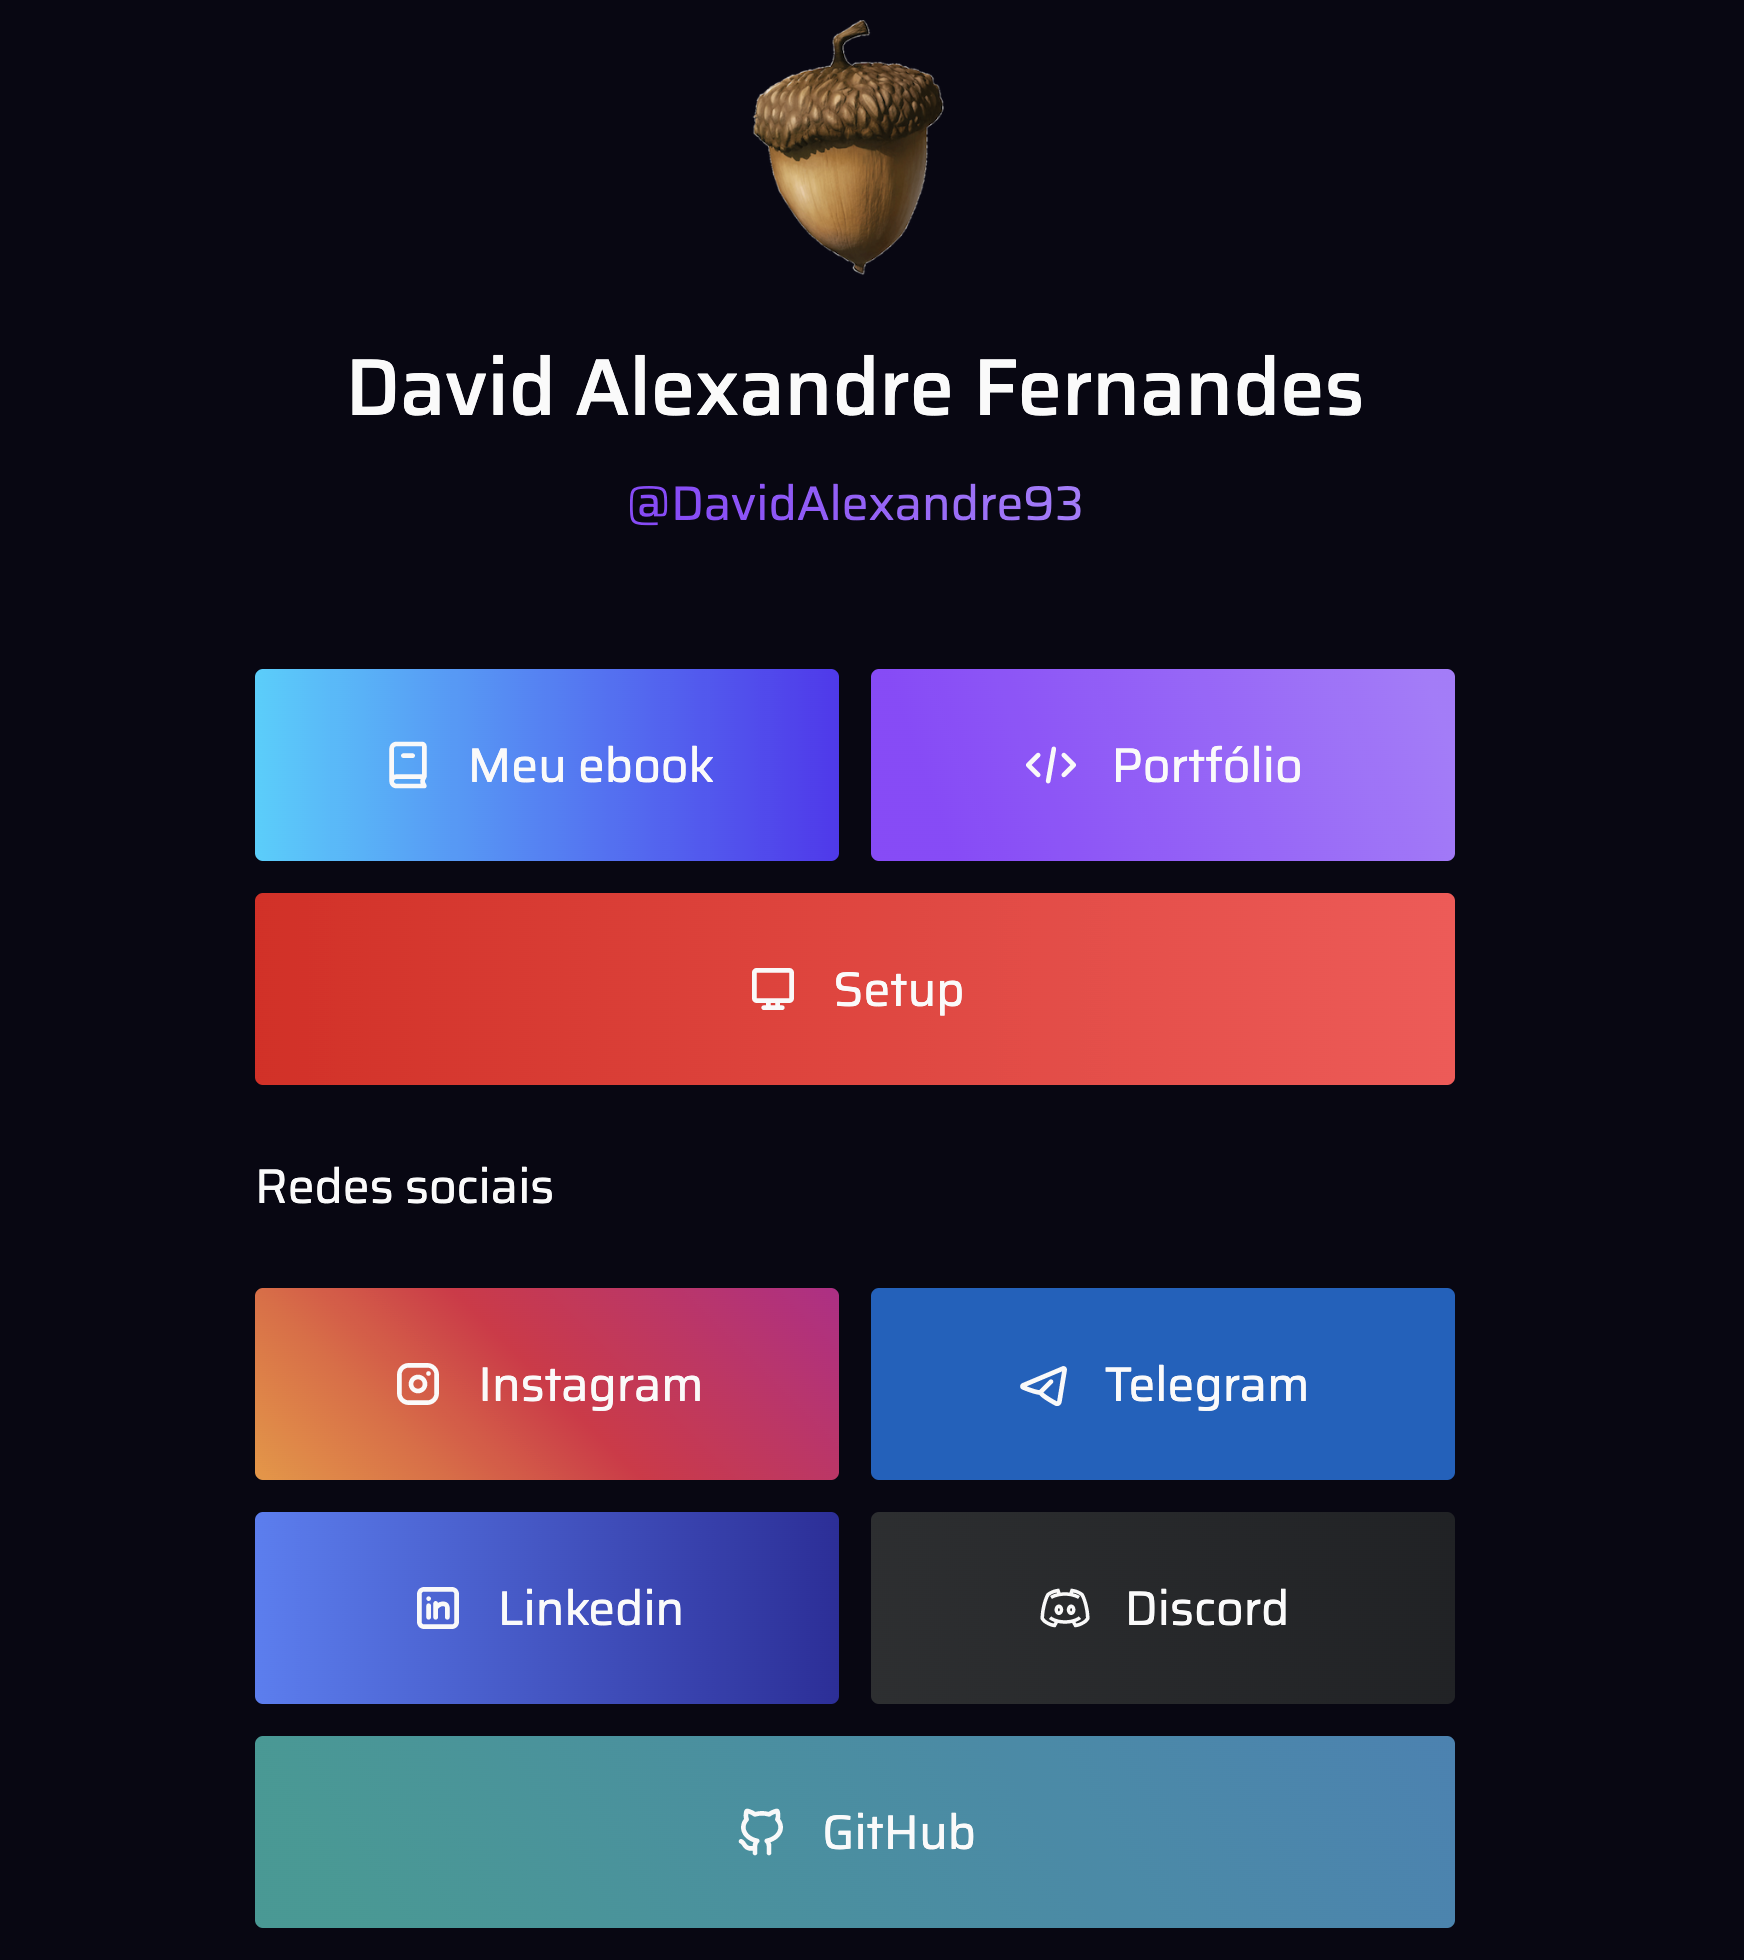 David Alexandre Fernandes
@DavidAlexandre93
Meu ebook
Portfólio
Setup
Redes sociais
Instagram
Telegram
Linkedin
Discord
GitHub